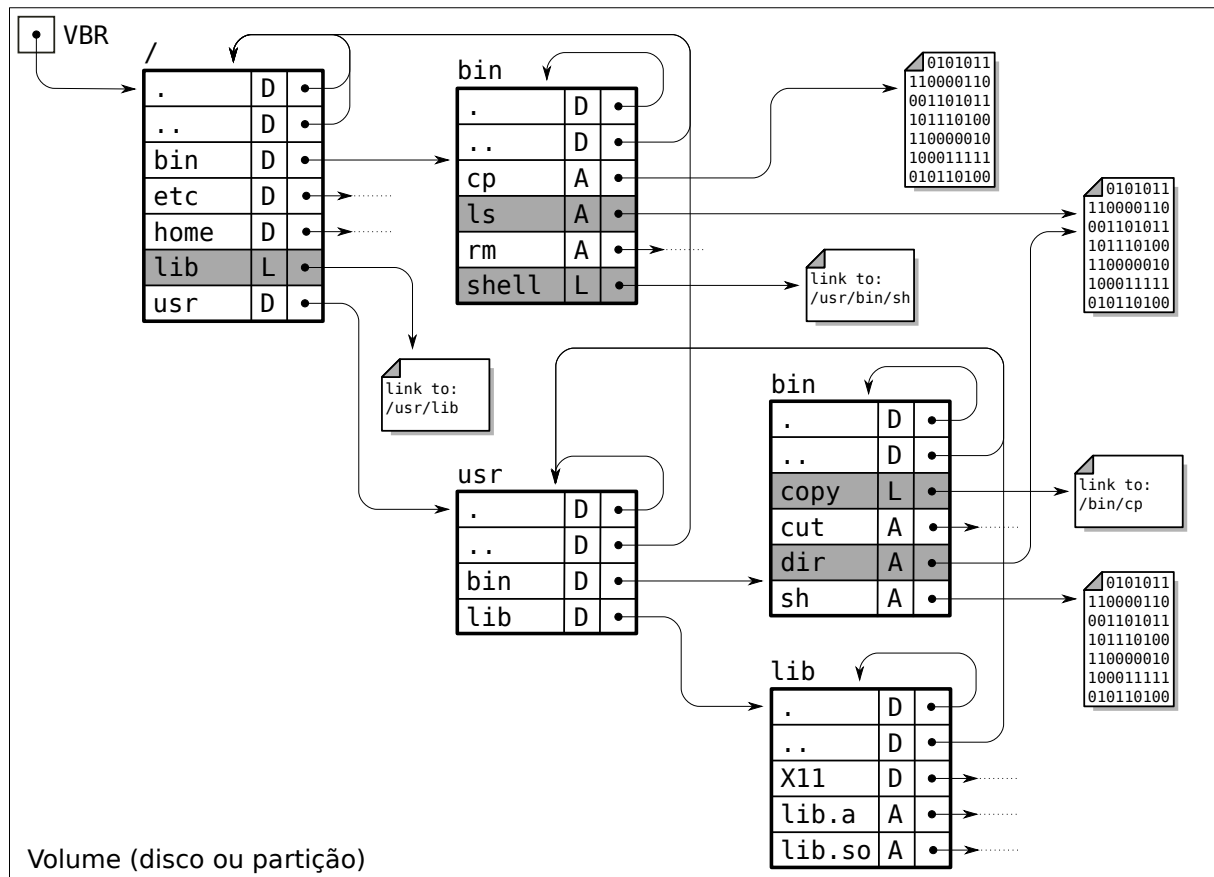 VBR
/
. D
.. D
bin D
etc D
home D
lib L
usr D
bin
. D
.. D
cp A
ls A
rm A
shell L
0101011
110000110
001101011
101110100
110000010
100011111
010110100
0101011
110000110
001101011
101110100
110000010
100011111
010110100
link to:
/usr/bin/sh
link to:
/usr/lib
usr
. D
.. D
bin D
lib D
bin
. D
.. D
copy L
cut A
dir A
sh A
link to:
/bin/cp
0101011
110000110
001101011
101110100
110000010
100011111
010110100
lib
. D
.. D
X11 D
lib.a A
lib.so A
Volume (disco ou partição)